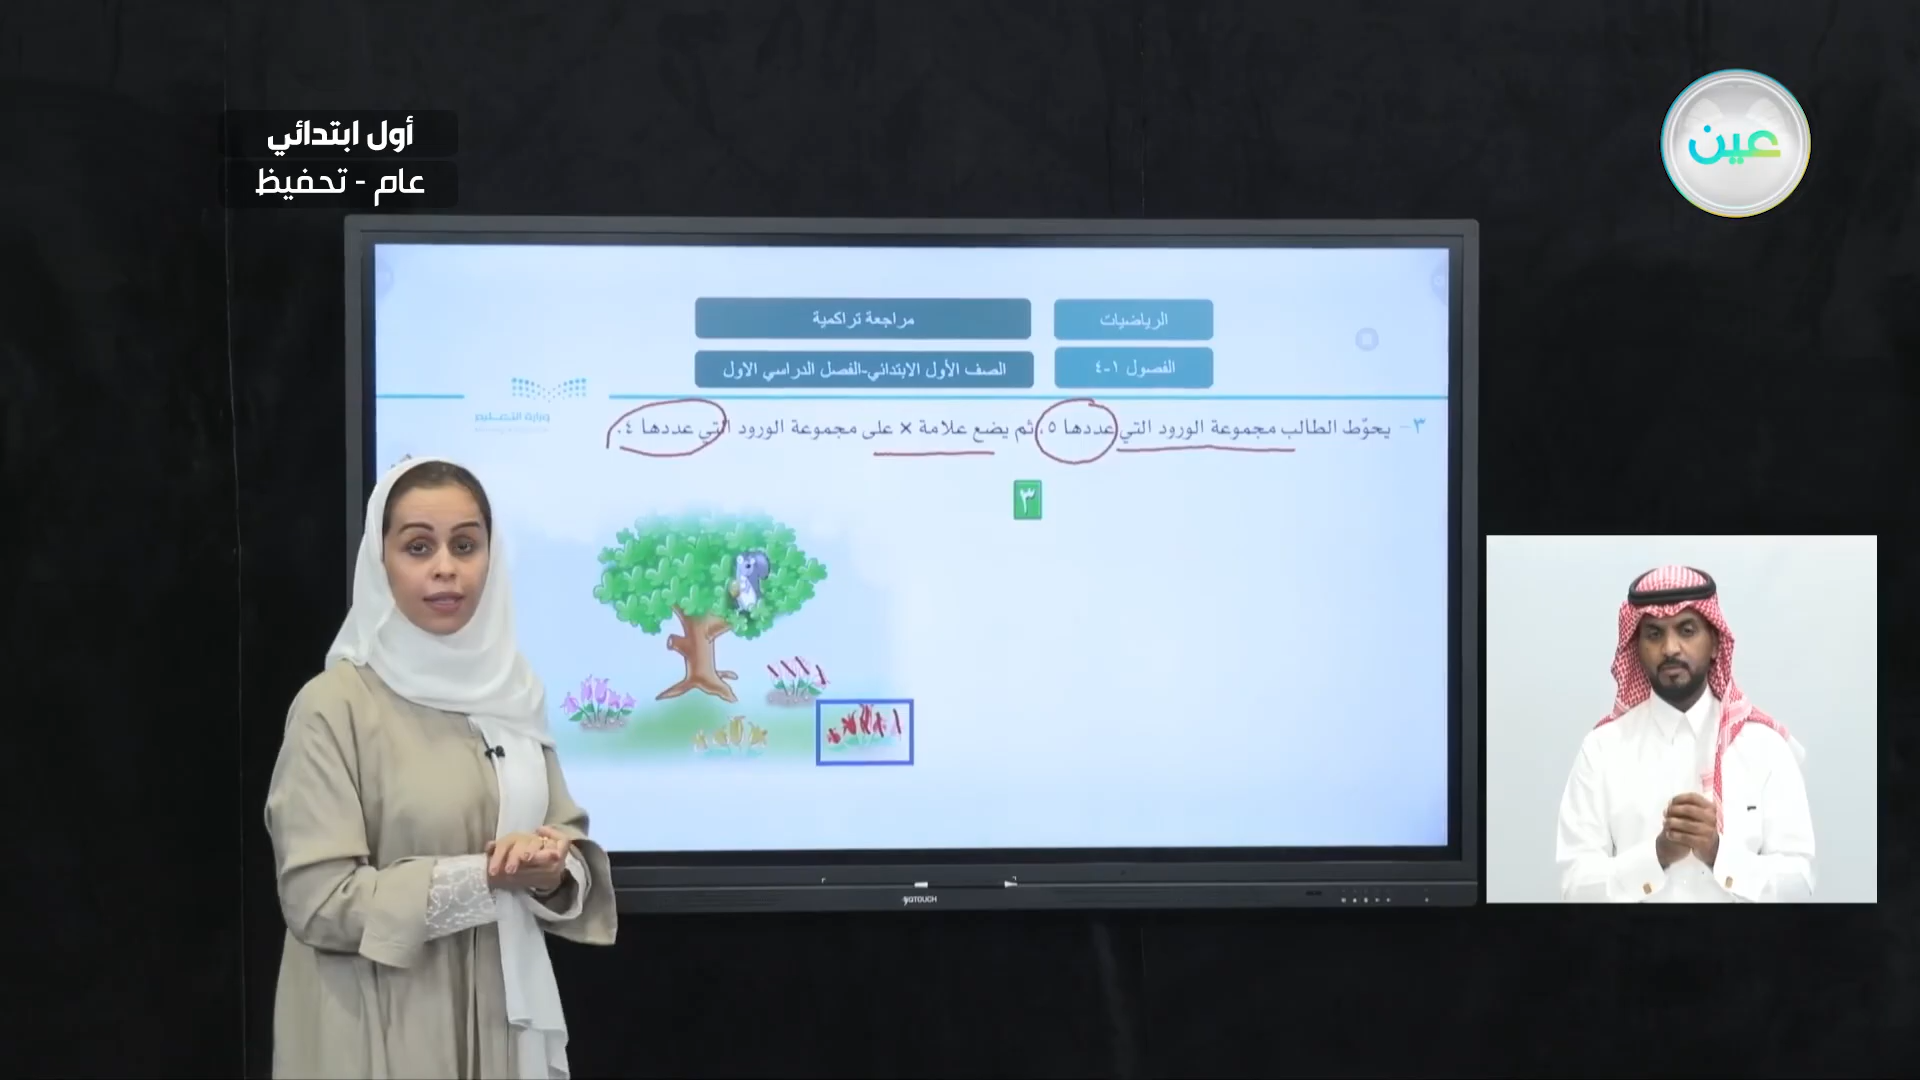 أول ابتدائي
عام - تحفيظ
عين
الرياضيات
مراجعة تراكمية
الفصول ١-٤
الصف الأول الابتدائي-الفصل الدراسي الاول
وزارة التعليم
٣- يحوّط الطالب مجموعة الورود التي عددها ٥، ثم يضع علامة × على مجموعة الورود التي عددها ٤.
٣